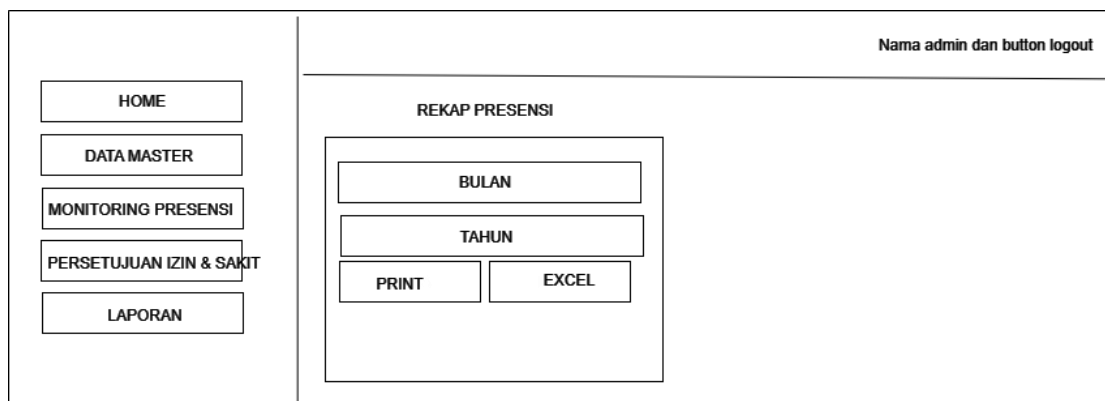 Nama admin dan button logout
HOME
DATA MASTER
MONITORING PRESENSI
PERSETUJUAN IZIN & SAKIT
LAPORAN
REKAP PRESENSI
BULAN
TAHUN
PRINT
EXCEL